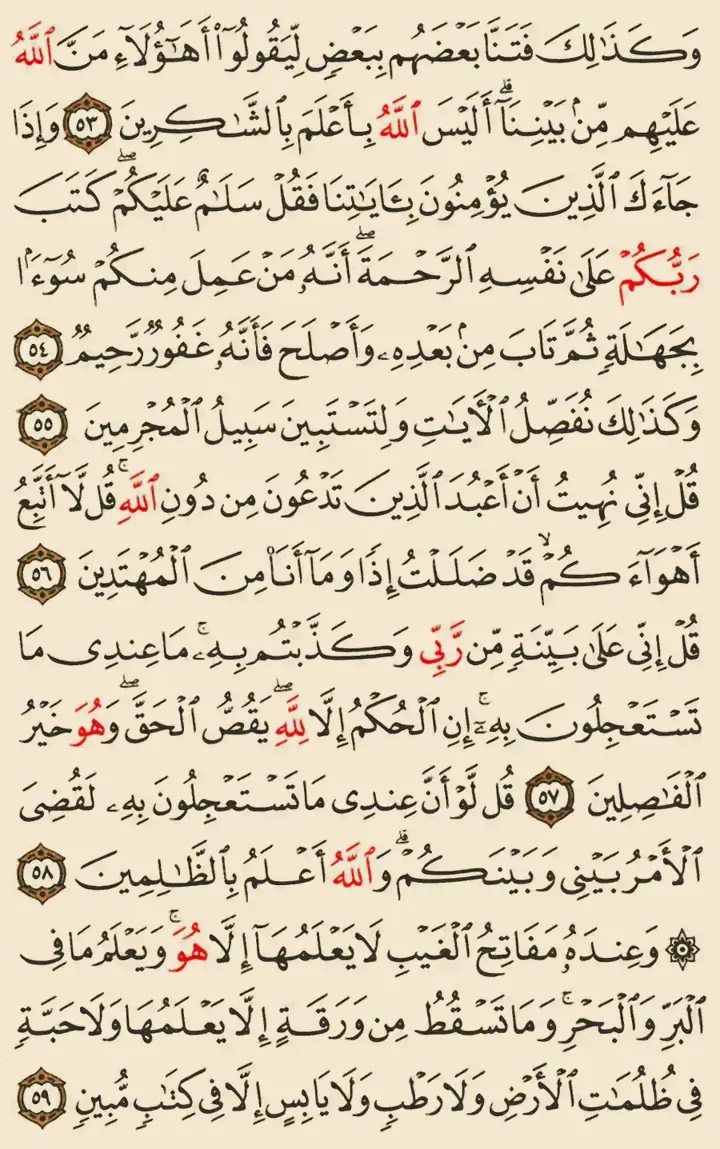 وَكَذَٰلِكَ فَتَنَّا بَعْضَهُم بِبَعْضٍ لِّيَقُولُوٓا۟ أَهَـٰٓؤُلَآءِ مَنَّ ٱللَّهُ
عَلَيْهِم مِّنۢ بَيْنِنَآ ۗ أَلَيْسَ ٱللَّهُ بِأَعْلَمَ بِٱلشَّـٰكِرِينَ ٥٣ وَإِذَا
جَآءَكَ ٱلَّذِينَ يُؤْمِنُونَ بِـَٔايَـٰتِنَا فَقُلْ سَلَـٰمٌ عَلَيْكُمْ ۖ كَتَبَ
رَبُّكُمْ عَلَىٰ نَفْسِهِ ٱلرَّحْمَةَ ۖ أَنَّهُۥ مَنْ عَمِلَ مِنكُمْ سُوٓءًۢا
بِجَهَـٰلَةٍ ثُمَّ تَابَ مِنۢ بَعْدِهِۦ وَأَصْلَحَ فَأَنَّهُۥ غَفُورٌ رَّحِيمٌ ٥٤
وَكَذَٰلِكَ نُفَصِّلُ ٱلْـَٔايَـٰتِ وَلِتَسْتَبِينَ سَبِيلُ ٱلْمُجْرِمِينَ ٥٥
قُلْ إِنِّى نُهِيتُ أَنْ أَعْبُدَ ٱلَّذِينَ تَدْعُونَ مِن دُونِ ٱللَّهِ ۚ قُل لَّآ أَتَّبِعُ
أَهْوَآءَكُمْ ۙ قَدْ ضَلَلْتُ إِذًا وَمَآ أَنَا۠ مِنَ ٱلْمُهْتَدِينَ ٥٦
قُلْ إِنِّى عَلَىٰ بَيِّنَةٍ مِّن رَّبِّى وَكَذَّبْتُم بِهِۦ ۚ مَا عِندِى مَا
تَسْتَعْجِلُونَ بِهِۦٓ ۚ إِنِ ٱلْحُكْمُ إِلَّا لِلَّهِ ۖ يَقُصُّ ٱلْحَقَّ ۖ وَهُوَ خَيْرُ
ٱلْفَـٰصِلِينَ ٥٧ قُل لَّوْ أَنَّ عِندِى مَا تَسْتَعْجِلُونَ بِهِۦ لَقُضِىَ
ٱلْأَمْرُ بَيْنِى وَبَيْنَكُمْ ۗ وَٱللَّهُ أَعْلَمُ بِٱلظَّـٰلِمِينَ ٥٨
۞ وَعِندَهُۥ مَفَاتِحُ ٱلْغَيْبِ لَا يَعْلَمُهَآ إِلَّا هُوَ ۚ وَيَعْلَمُ مَا فِى
ٱلْبَرِّ وَٱلْبَحْرِ ۚ وَمَا تَسْقُطُ مِن وَرَقَةٍ إِلَّا يَعْلَمُهَا وَلَا حَبَّةٍ
فِى ظُلُمَـٰتِ ٱلْأَرْضِ وَلَا رَطْبٍ وَلَا يَابِسٍ إِلَّا فِى كِتَـٰبٍ مُّبِينٍ ٥٩